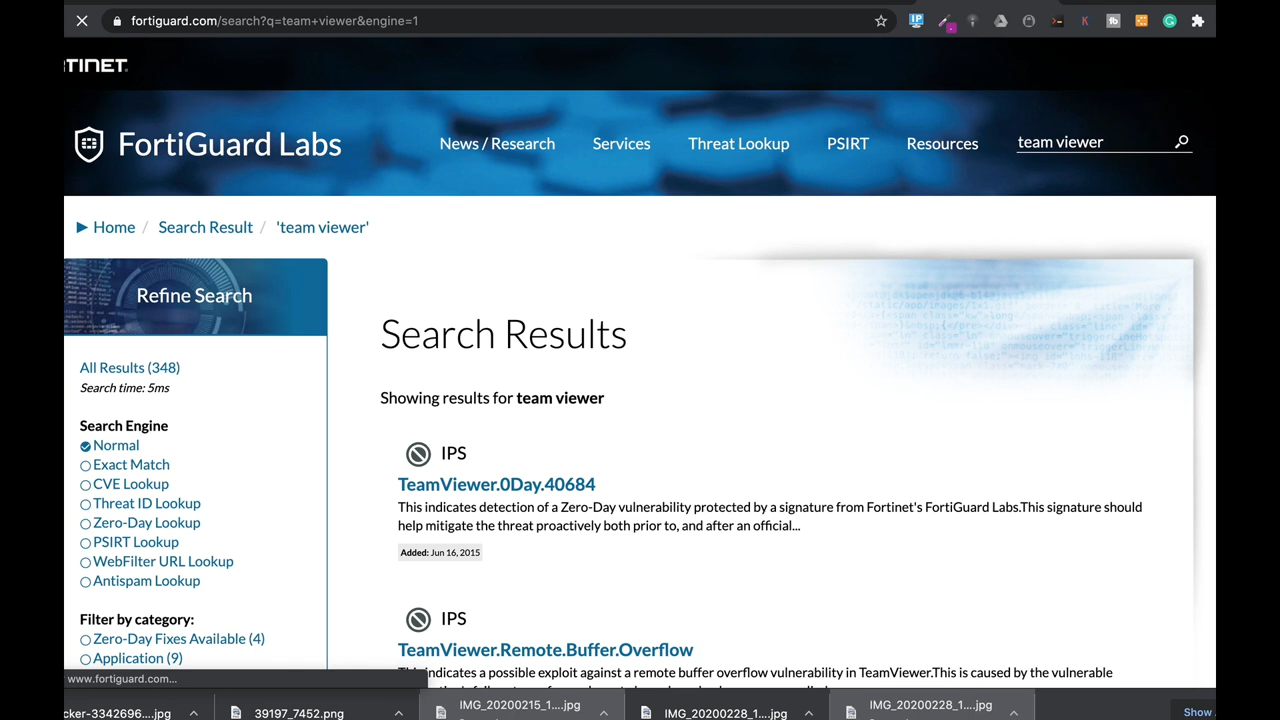 fortiguard.com/search?q=team+viewer&engine=1
TINET
FortiGuard Labs
News / Research
Services
Threat Lookup
PSIRT
Resources
team viewer
Home / Search Result / 'team viewer'
Refine Search
All Results (348)
Search time: 5ms
Search Engine
Normal
Exact Match
CVE Lookup
Threat ID Lookup
Zero-Day Lookup
PSIRT Lookup
WebFilter URL Lookup
Antispam Lookup
Filter by category:
Zero-Day Fixes Available (4)
Application (9)
Search Results
Showing results for team viewer
IPS
TeamViewer.0Day.40684
This indicates detection of a Zero-Day vulnerability protected by a signature from Fortinet's FortiGuard Labs.This signature should
help mitigate the threat proactively both prior to, and after an official...
Added: Jun 16, 2015
IPS
TeamViewer.Remote.Buffer.Overflow
indicates a possible exploit against a remote buffer overflow vulnerability in TeamViewer.This is caused by the vulnerable
www.fortiguard.com...
cker-3342696....jpg
39197_7452.png
IMG_20200215_1....jpg
IMG_20200228_1....jpg
IMG_20200228_1....jpg
Show